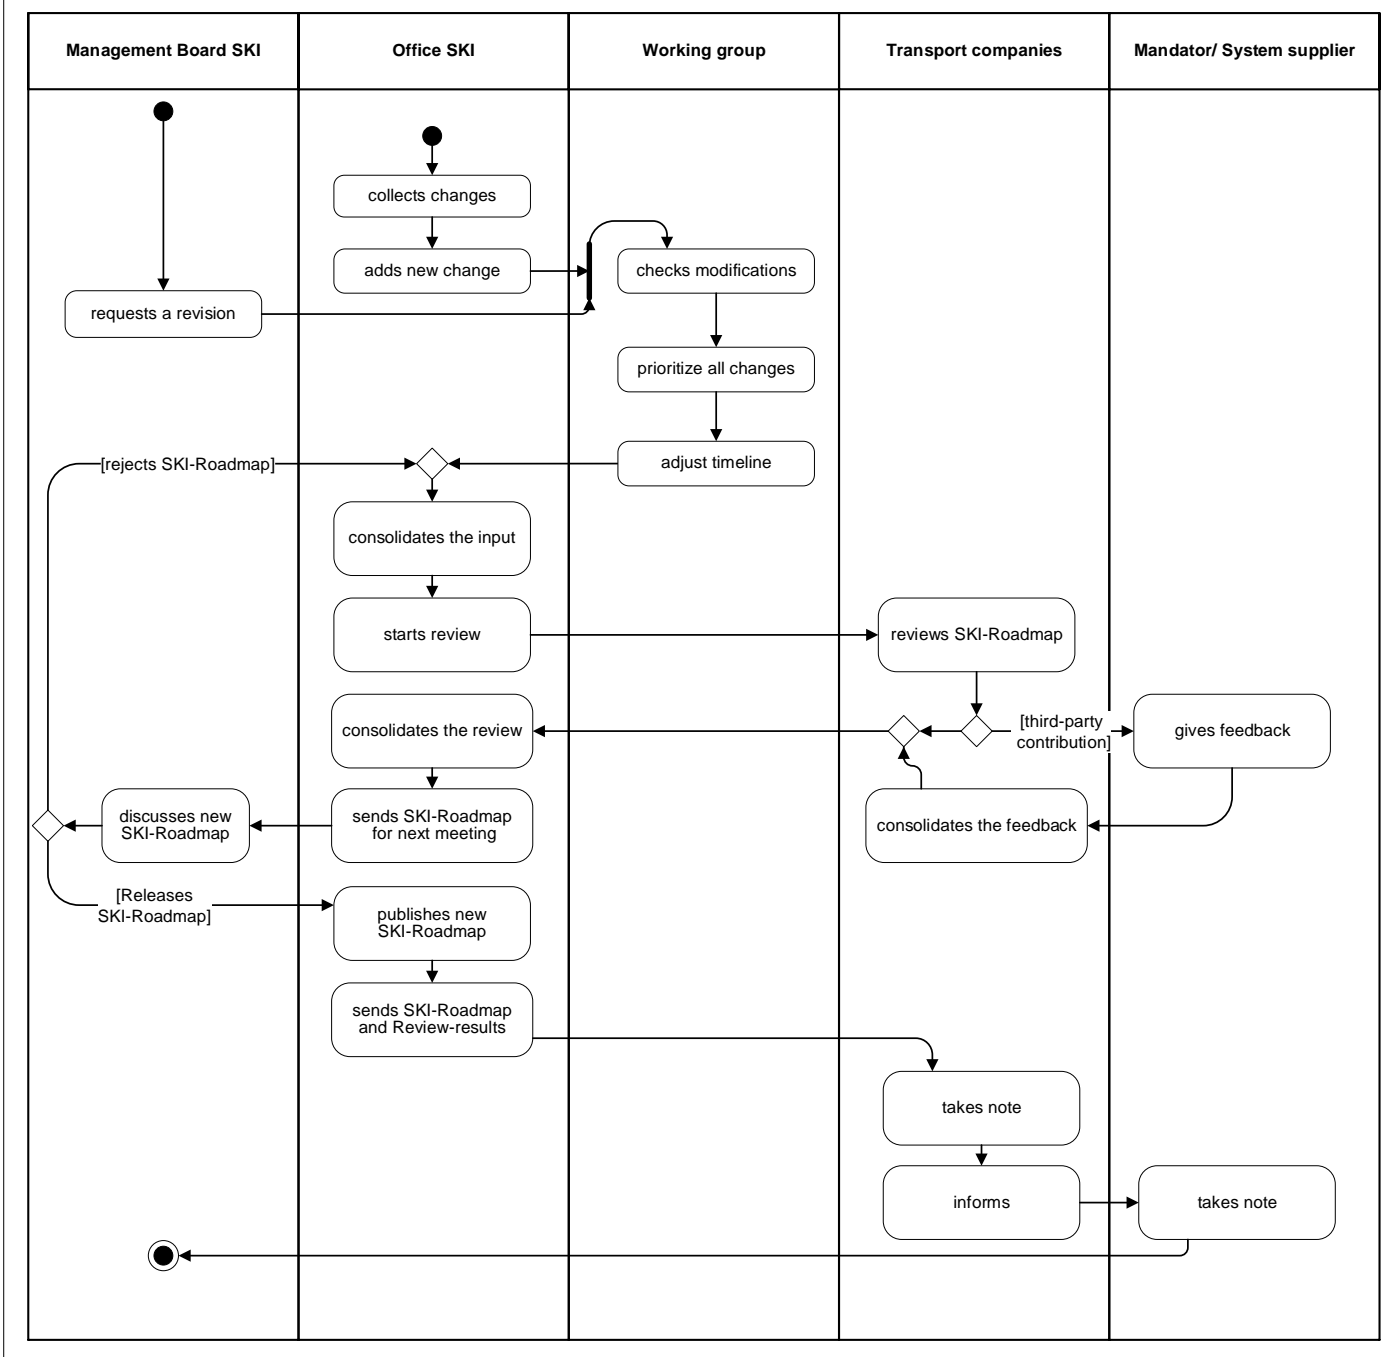 Management Board SKI
Office SKI
Working group
Transport companies
Mandator/ System supplier
collects changes
adds new change
checks modifications
requests a revision
prioritize all changes
[rejects SKI-Roadmap]
adjust timeline
consolidates the input
starts review
reviews SKI-Roadmap
consolidates the review
[third-party
contribution]
gives feedback
discusses new
SKI-Roadmap
sends SKI-Roadmap
for next meeting
consolidates the feedback
[Releases
SKI-Roadmap]
publishes new
SKI-Roadmap
sends SKI-Roadmap
and Review-results
takes note
informs
takes note